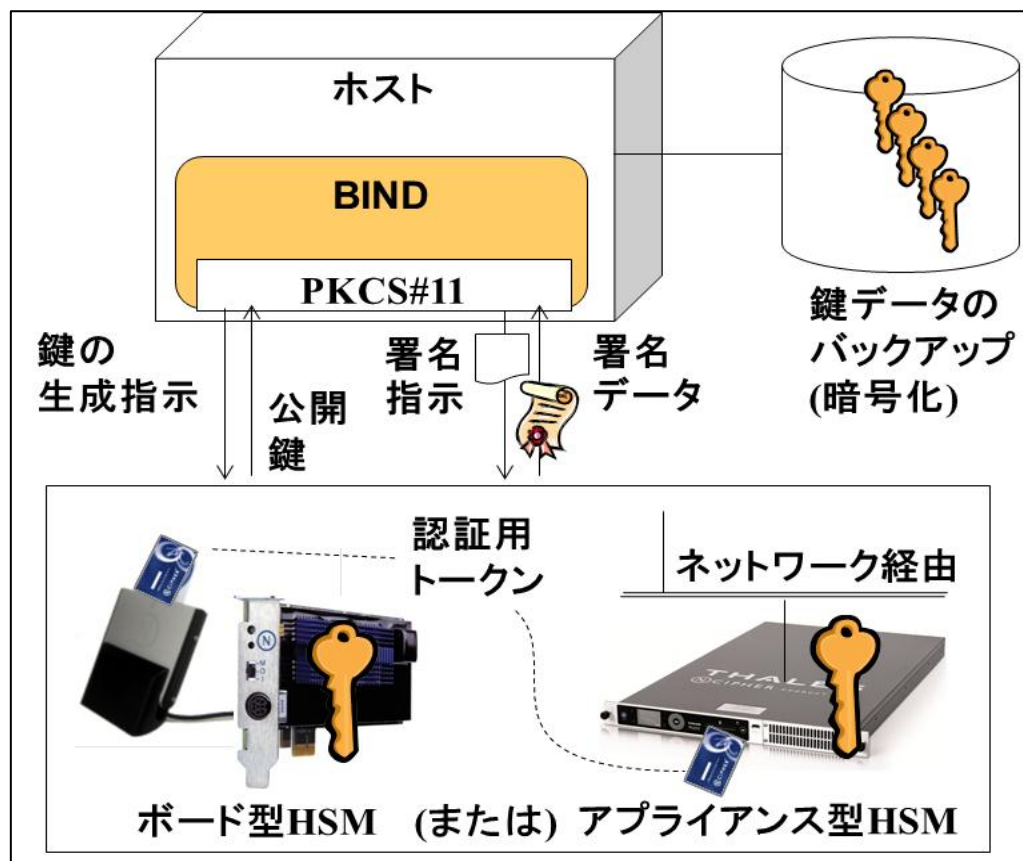 ホスト
BIND
PKCS#11
鍵データの
バックアップ
(暗号化)
鍵の
生成指示
公開
鍵
署名
指示
署名
データ
認証用
トークン
ネットワーク経由
THALES
ボード型HSM
(または)
アプライアンス型HSM